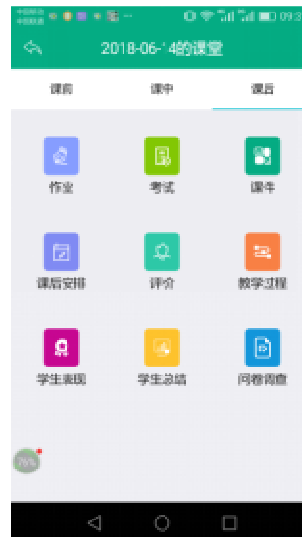 09:3
2018-06-14的课堂
课前 课中 课后
作业 考试 课件
课后安排 评价 教学过程
学生表现 学生总结 问卷调查
76%